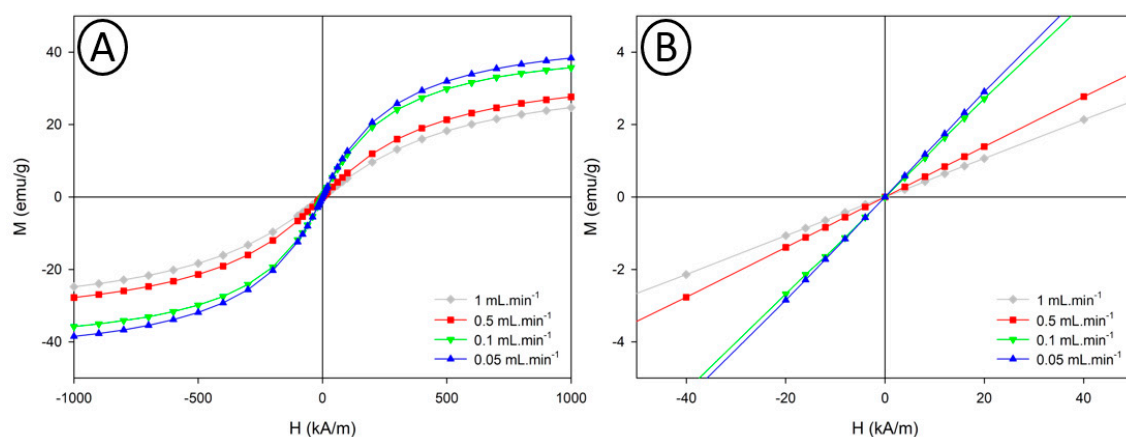 A
M (emu/g)
40
20
0
-20
-40
-1000
-500
0
500
1000
H (kA/m)
1 mL.min⁻¹
0.5 mL.min⁻¹
0.1 mL.min⁻¹
0.05 mL.min⁻¹
B
M (emu/g)
4
2
0
-2
-4
-40
-20
0
20
40
H (kA/m)
1 mL.min⁻¹
0.5 mL.min⁻¹
0.1 mL.min⁻¹
0.05 mL.min⁻¹